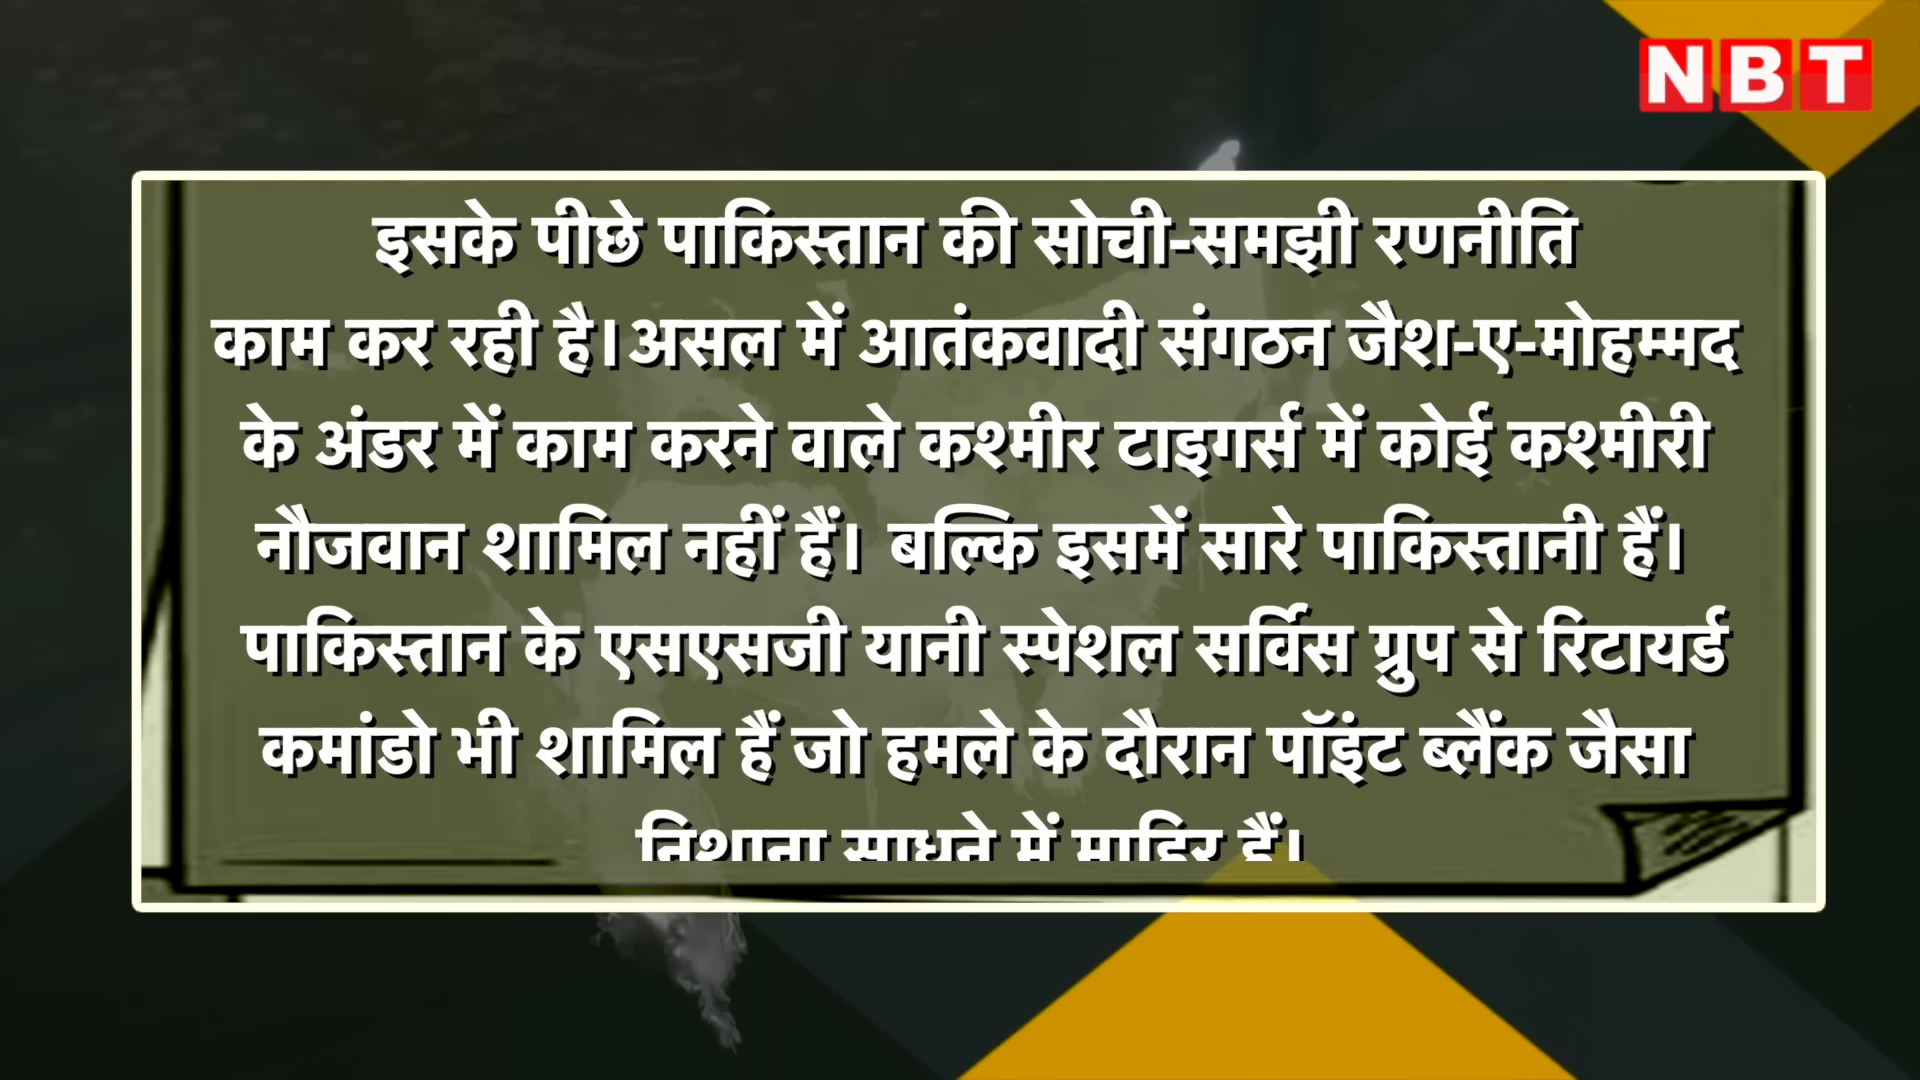 NBT
इसके पीछे पाकिस्तान की सोची-समझी रणनीति
काम कर रही है।असल में आतंकवादी संगठन जैश-ए-मोहम्मद
के अंडर में काम करने वाले कश्मीर टाइगर्स में कोई कश्मीरी
नौजवान शामिल नहीं हैं। बल्कि इसमें सारे पाकिस्तानी हैं।
पाकिस्तान के एसएसजी यानी स्पेशल सर्विस ग्रुप से रिटायर्ड
कमांडो भी शामिल हैं जो हमले के दौरान पॉइंट ब्लैंक जैसा
निशाना साधने में माहिर हैं।